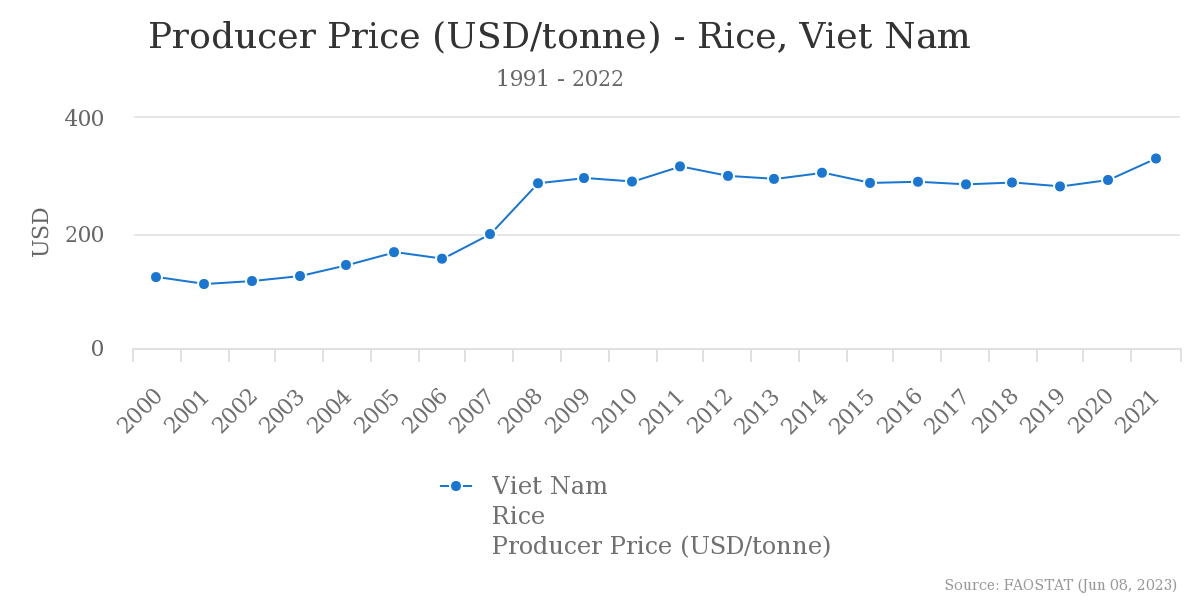 Producer Price (USD/tonne) - Rice, Viet Nam
1991 - 2022
400
200
0
USD
2000 2001 2002 2003 2004 2005 2006 2007 2008 2009 2010 2011 2012 2013 2014 2015 2016 2017 2018 2019 2020 2021
Viet Nam
Rice
Producer Price (USD/tonne)
Source: FAOSTAT (Jun 08, 2023)